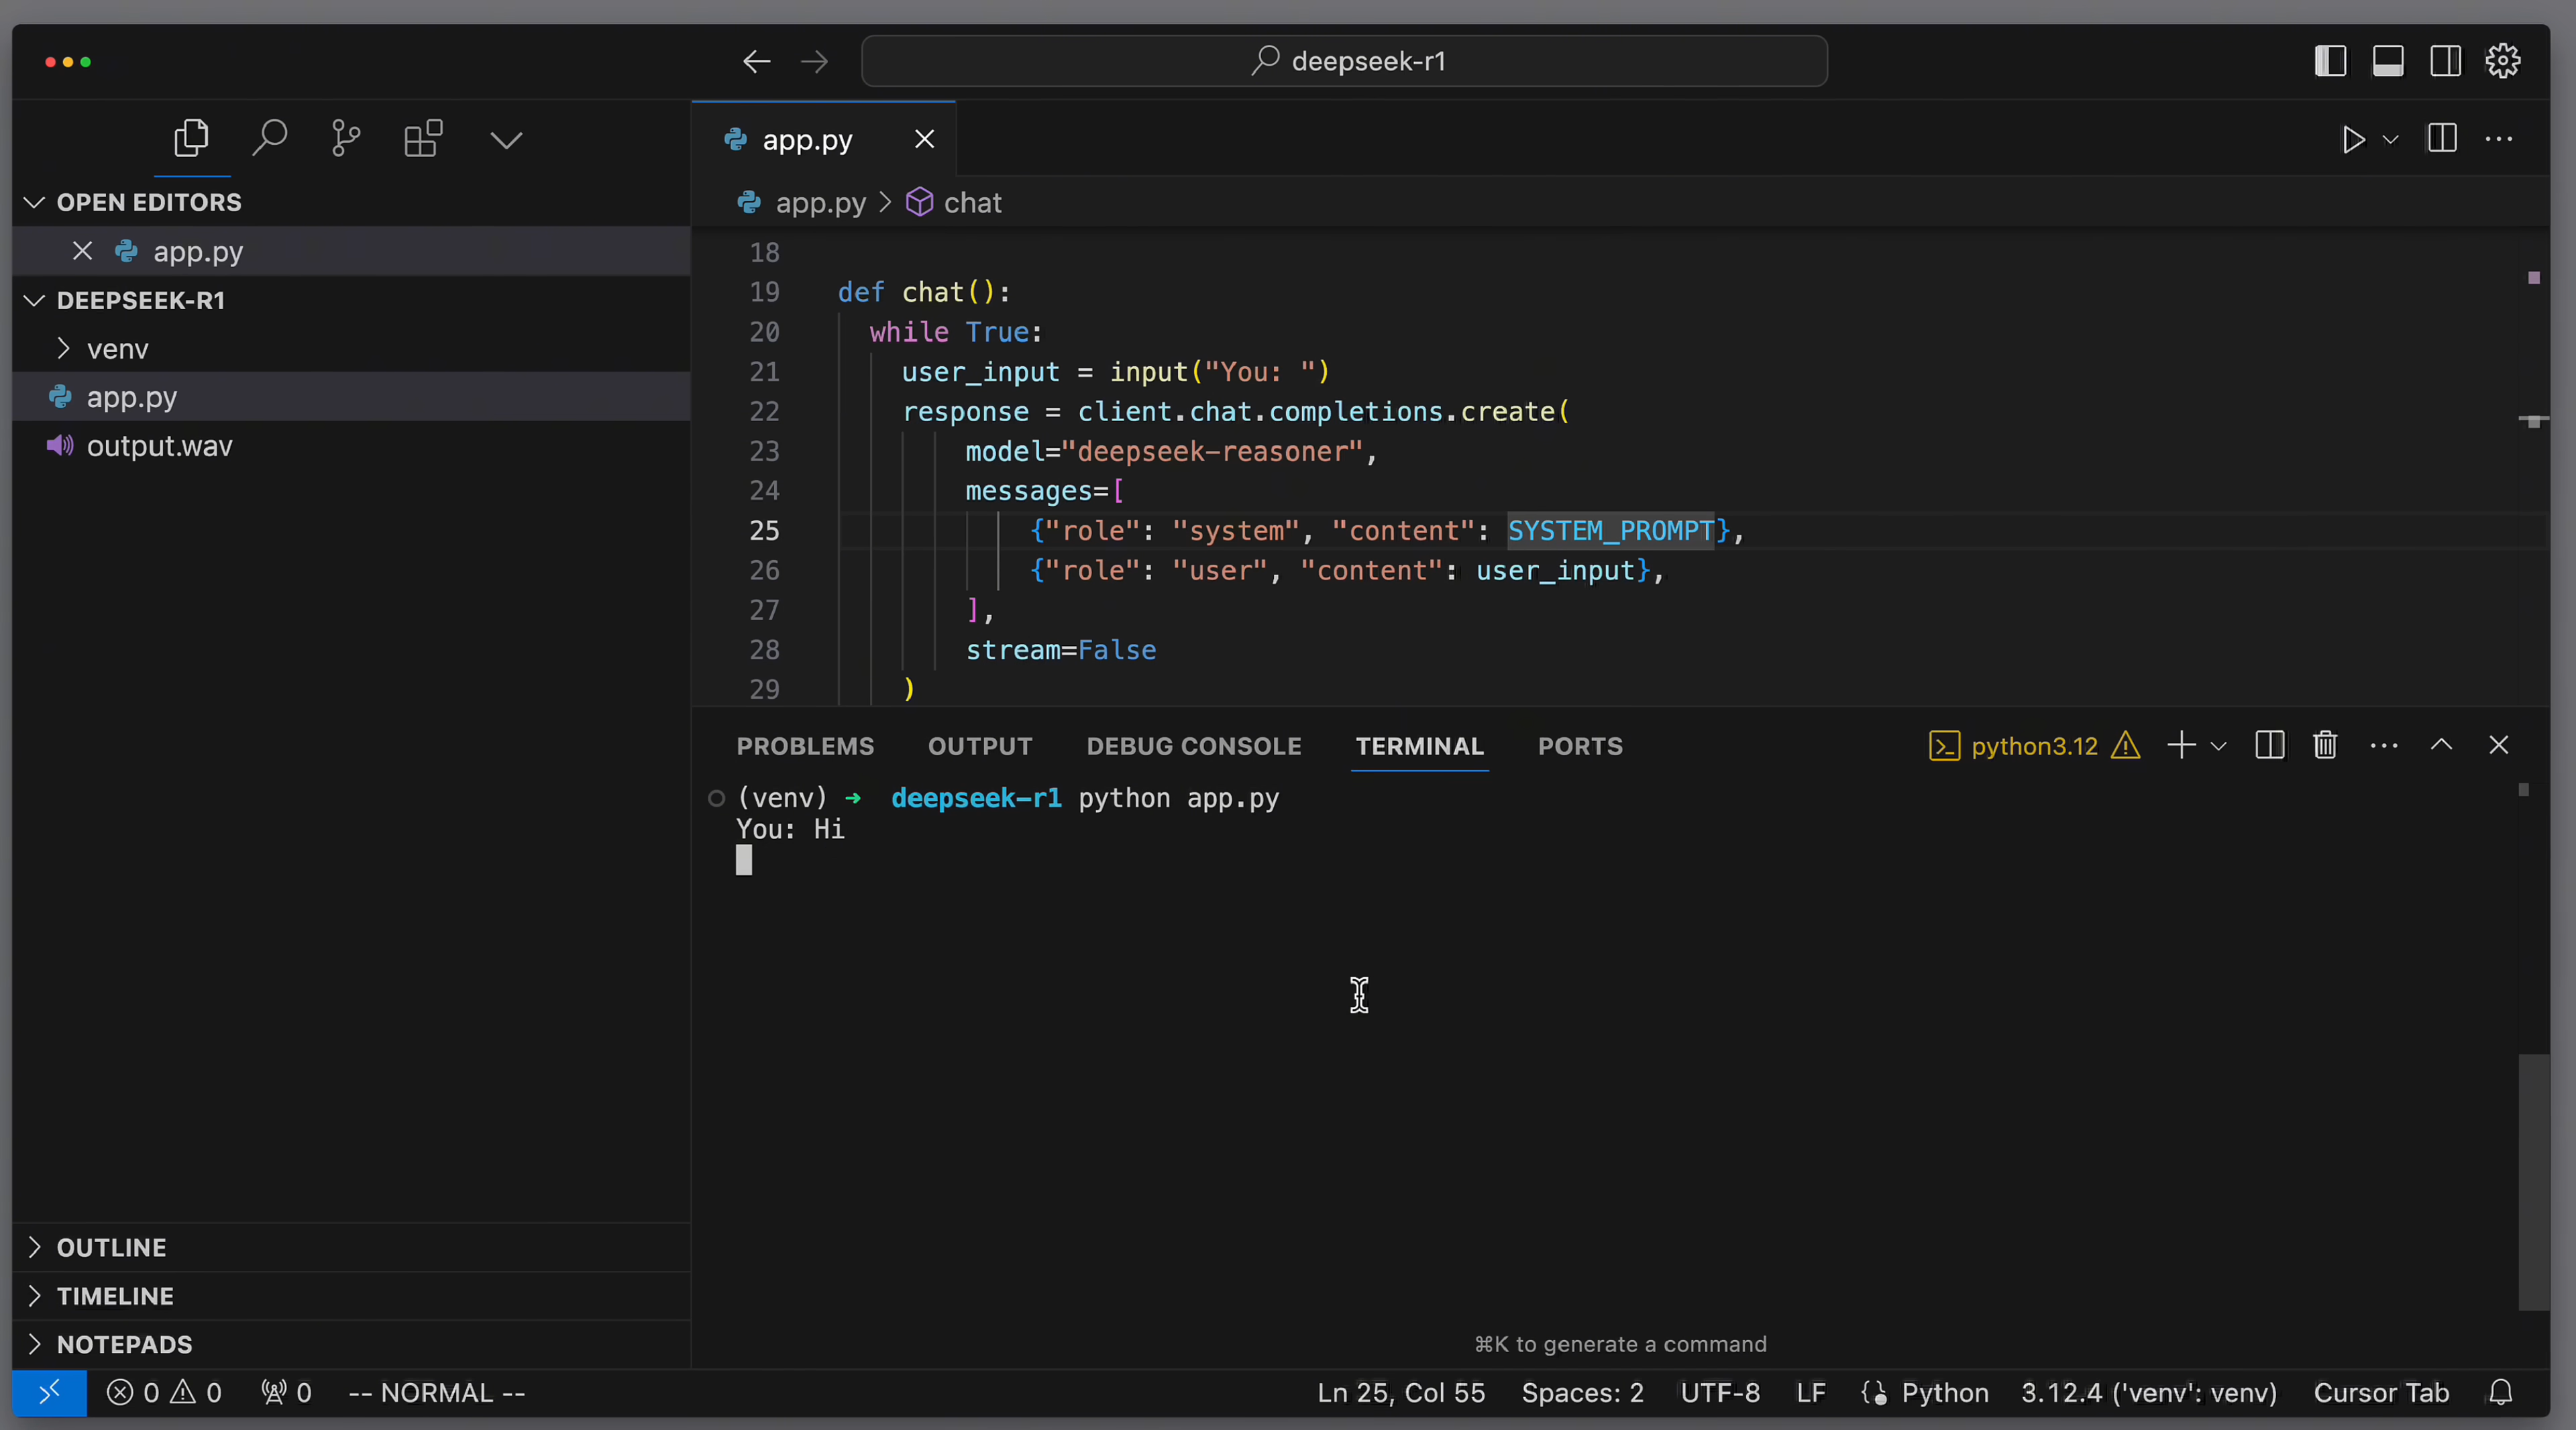 deepseek-r1
app.py
OPEN EDITORS
app.py
DEEPSEEK-R1
venv
app.py
output.wav
OUTLINE
TIMELINE
NOTEPADS
app.py > chat
18
19 def chat():
20 while True:
21 user_input = input("You: ")
22 response = client.chat.completions.create(
23 model="deepseek-reasoner",
24 messages=[
25 {"role": "system", "content": SYSTEM_PROMPT},
26 {"role": "user", "content": user_input},
27 ],
28 stream=False
29 )
PROBLEMS OUTPUT DEBUG CONSOLE TERMINAL PORTS python3.12
(venv) ➜ deepseek-r1 python app.py
You: Hi
⌘K to generate a command
0 0 0 -- NORMAL -- Ln 25, Col 55 Spaces: 2 UTF-8 LF Python 3.12.4 ('venv': venv) Cursor Tab